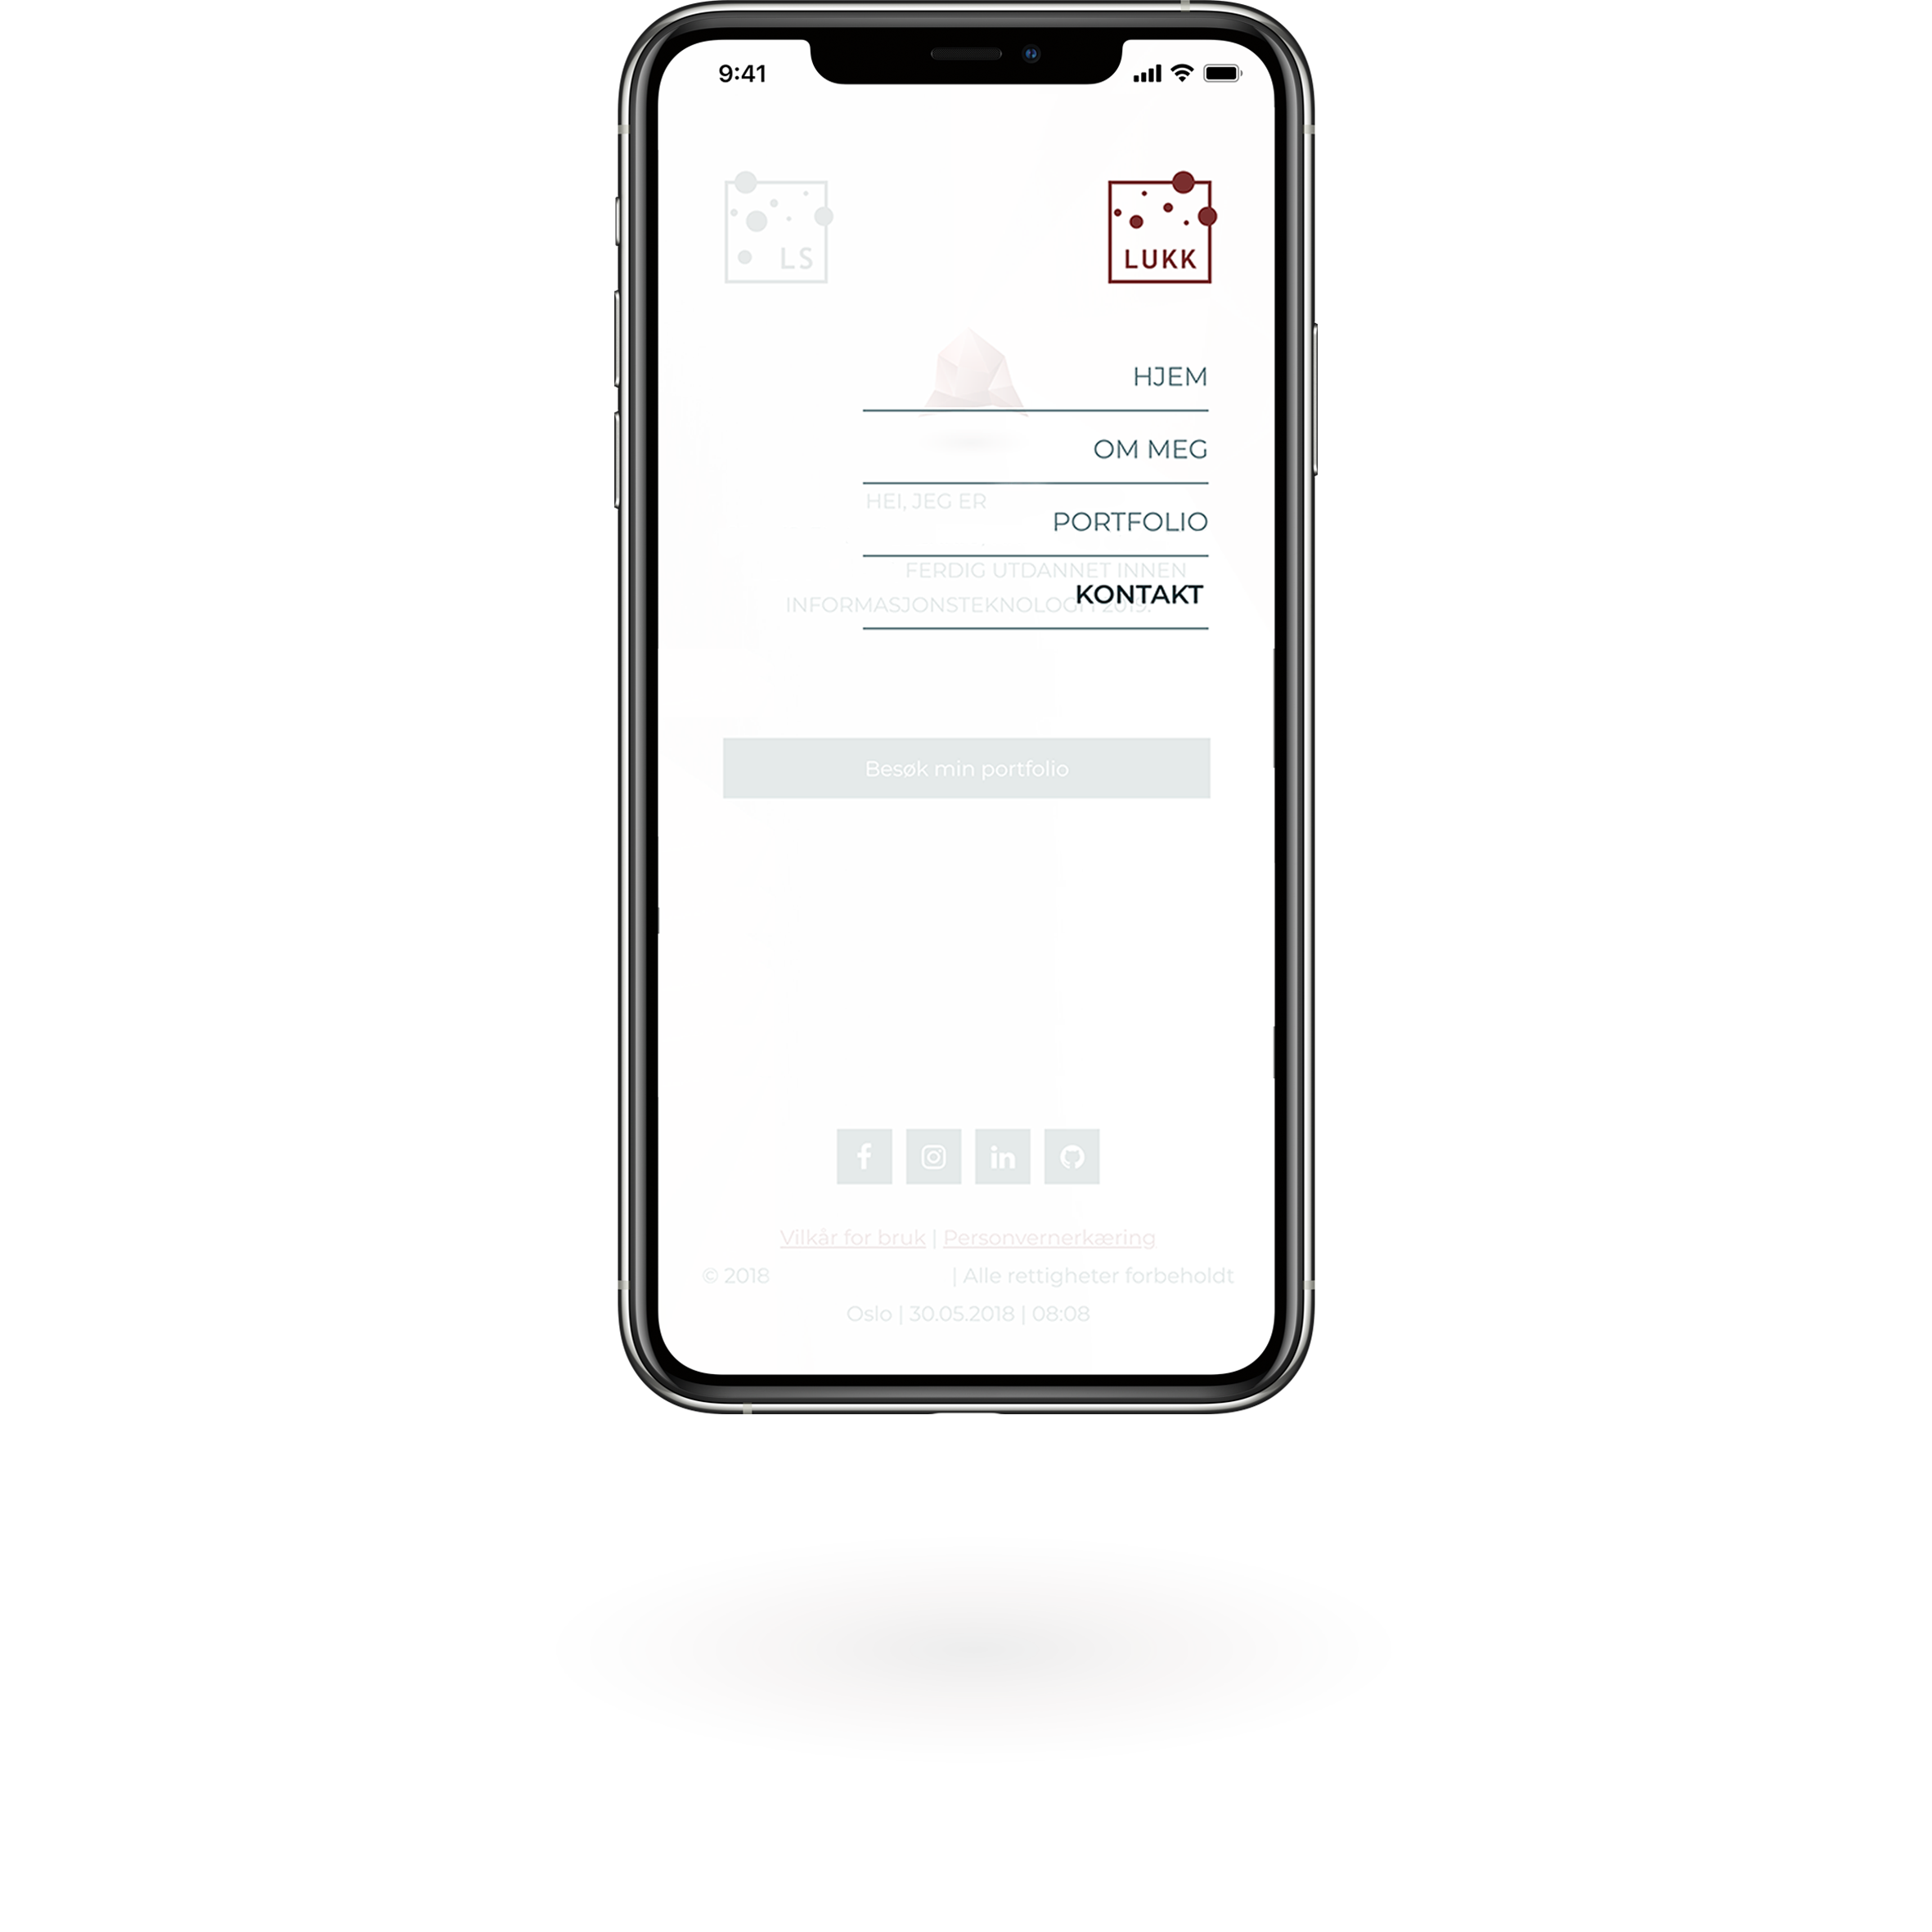 9:41
LS
LUKK
HJEM
OM MEG
HEI, JEG ER
PORTFOLIO
FERDIG UTDANNET INNEN
KONTAKT
INFORMASJONSTEKNOLOGI 2019.
Besøk min portfolio
Vilkår for bruk | Personvernerkæring
© 2018 | Alle rettigheter forbeholdt
Oslo | 30.05.2018 | 08:08